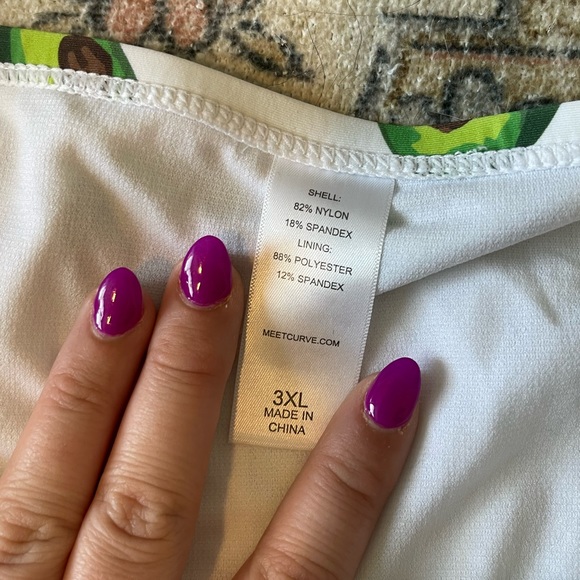 SHELL:
82% NYLON
18% SPANDEX
LINING:
88% POLYESTER
12% SPANDEX
MEETCURVE.COM
3XL
MADE IN
CHINA